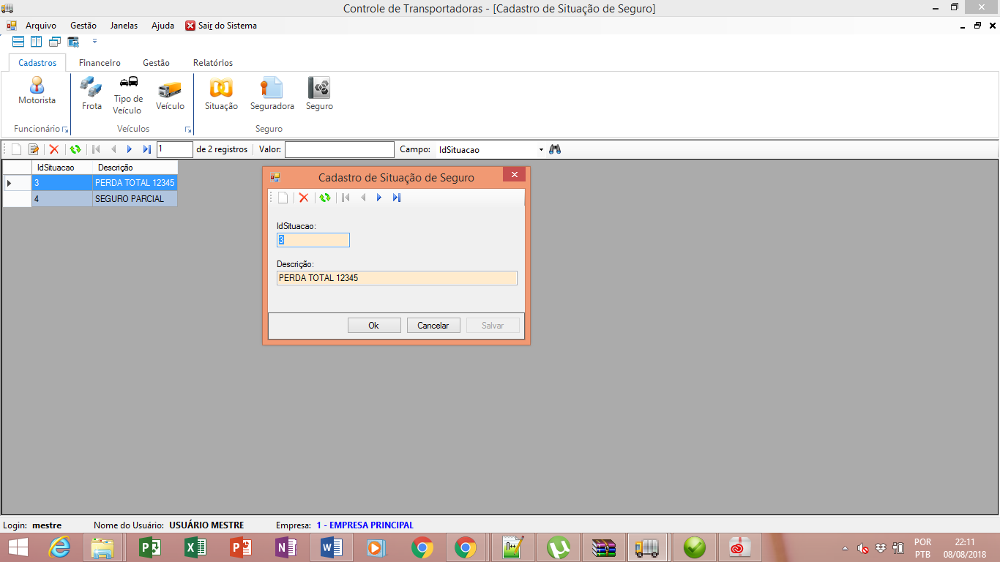 Controle de Transportadoras - [Cadastro de Situação de Seguro]
Arquivo Gestão Janelas Ajuda Sair do Sistema
Cadastros Financeiro Gestão Relatórios
Motorista Frota Tipo de Veículo Veículo Situação Seguradora Seguro
Funcionário Veículos Seguro
1 de 2 registros Valor: Campo: IdSituacao
IdSituacao Descrição
3 PERDA TOTAL 12345
4 SEGURO PARCIAL
Cadastro de Situação de Seguro
IdSituacao:
3
Descrição:
PERDA TOTAL 12345
Ok Cancelar Salvar
Login: mestre Nome do Usuário: USUÁRIO MESTRE Empresa: 1 - EMPRESA PRINCIPAL
POR 22:11
PTB 08/08/2018